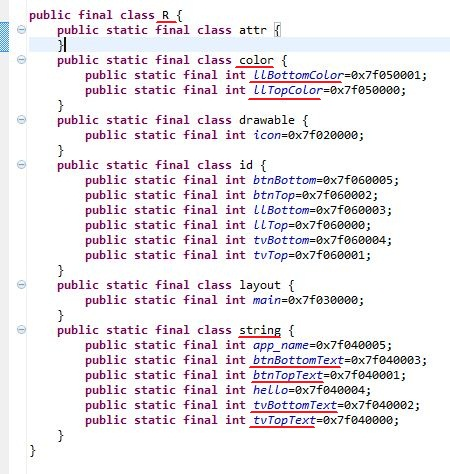 public final class R {
public static final class attr {
}
public static final class color {
public static final int llBottomColor=0x7f050001;
public static final int llTopColor=0x7f050000;
}
public static final class drawable {
public static final int icon=0x7f020000;
}
public static final class id {
public static final int btnBottom=0x7f060005;
public static final int btnTop=0x7f060002;
public static final int llBottom=0x7f060003;
public static final int llTop=0x7f060000;
public static final int tvBottom=0x7f060004;
public static final int tvTop=0x7f060001;
}
public static final class layout {
public static final int main=0x7f030000;
}
public static final class string {
public static final int app_name=0x7f040005;
public static final int btnBottomText=0x7f040003;
public static final int btnTopText=0x7f040001;
public static final int hello=0x7f040004;
public static final int tvBottomText=0x7f040002;
public static final int tvTopText=0x7f040000;
}
}